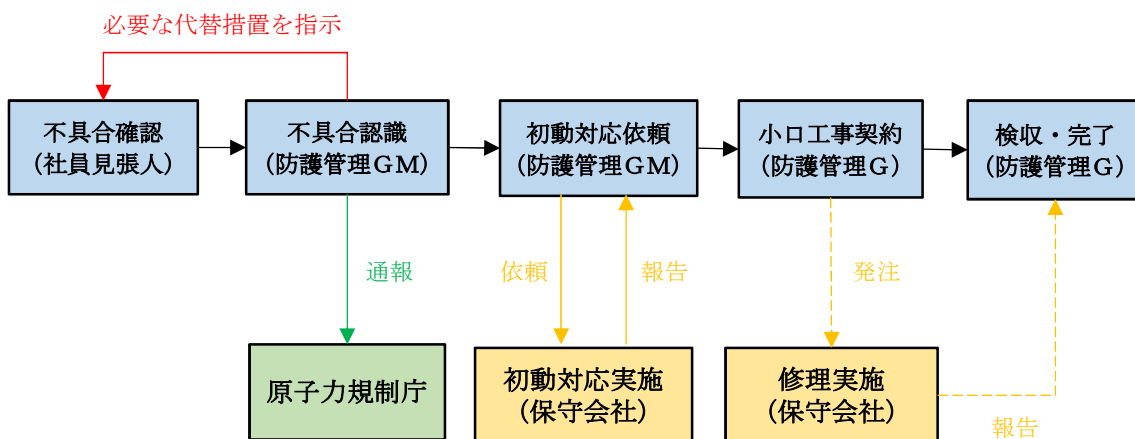 必要な代替措置を指示
不具合確認
(社員見張人)
不具合認識
(防護管理GM)
初動対応依頼
(防護管理GM)
小口工事契約
(防護管理G)
検収・完了
(防護管理G)
通報
依頼
報告
発注
原子力規制庁
初動対応実施
(保守会社)
修理実施
(保守会社)
報告